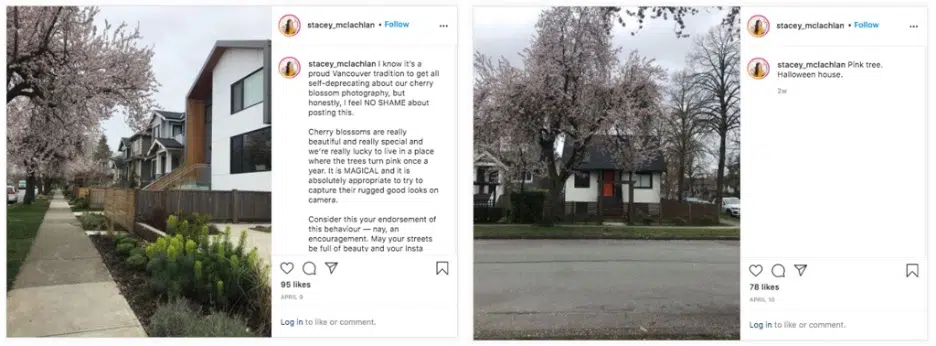 stacey_mclachlan • Follow
stacey_mclachlan I know it's a
proud Vancouver tradition to get all
self-deprecating about our cherry
blossom photography, but
honestly, I feel NO SHAME about
posting this.
Cherry blossoms are really
beautiful and really special and
we're really lucky to live in a place
where the trees turn pink once a
year. It is MAGICAL and it is
absolutely appropriate to try to
capture their rugged good looks on
camera.
Consider this your endorsement of
this behaviour — nay, an
encouragement. May your streets
be full of beauty and your Insta
95 likes
APRIL 9
Log in to like or comment.
stacey_mclachlan • Follow
stacey_mclachlan Pink tree.
Halloween house.
2w
78 likes
APRIL 10
Log in to like or comment.